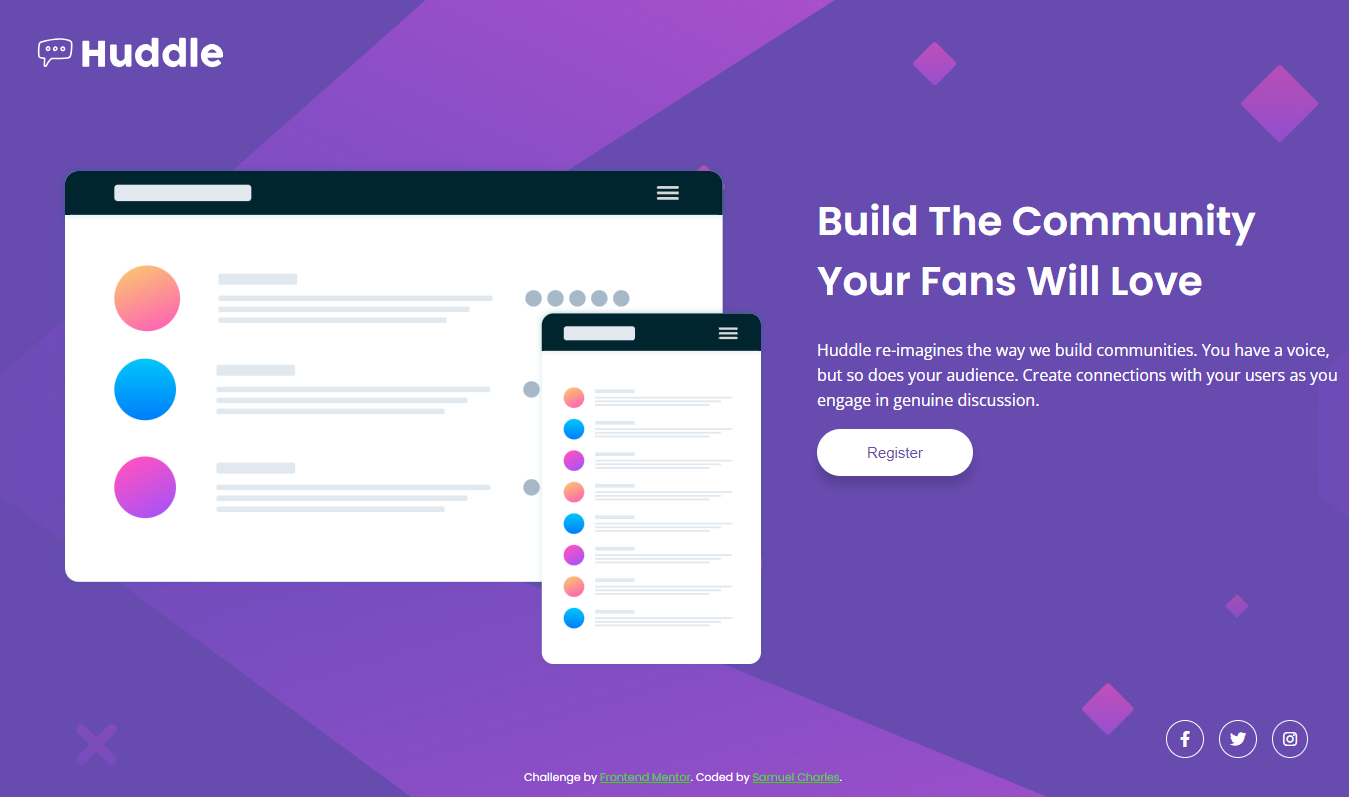 Huddle
Build The Community
Your Fans Will Love
Huddle re-imagines the way we build communities. You have a voice,
but so does your audience. Create connections with your users as you
engage in genuine discussion.
Register
Challenge by Frontend Mentor. Coded by Samuel Charles.